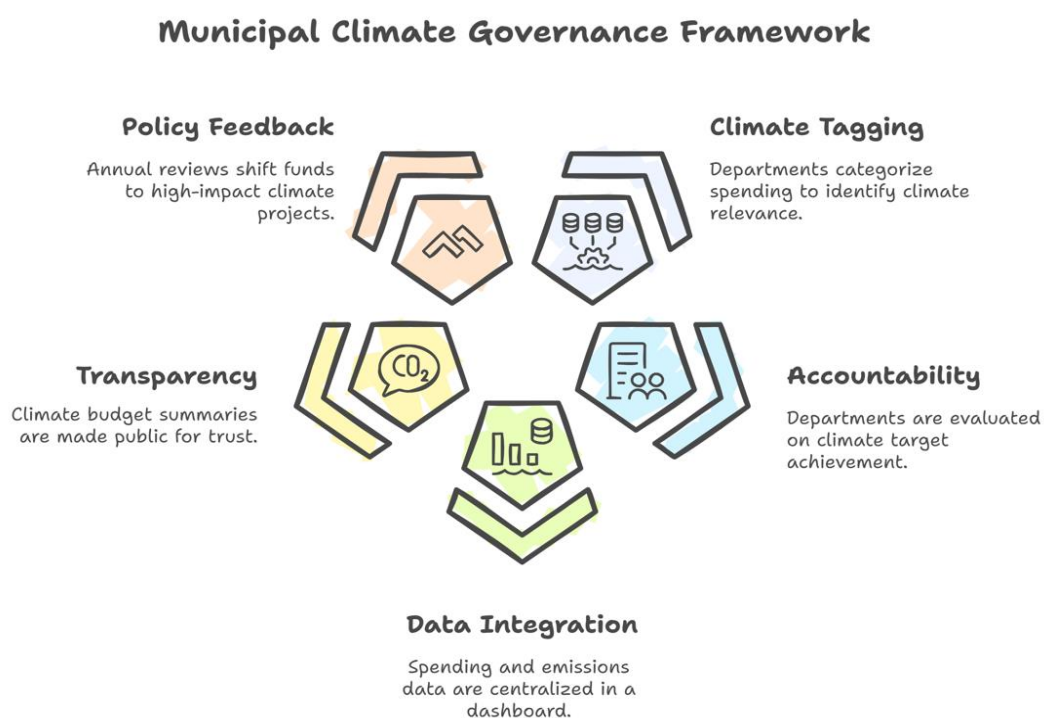 Municipal Climate Governance Framework
Policy Feedback
Annual reviews shift funds
to high-impact climate
projects.
Climate Tagging
Departments categorize
spending to identify climate
relevance.
Transparency
Climate budget summaries
are made public for trust.
CO₂
Accountability
Departments are evaluated
on climate target
achievement.
Data Integration
Spending and emissions
data are centralized in a
dashboard.